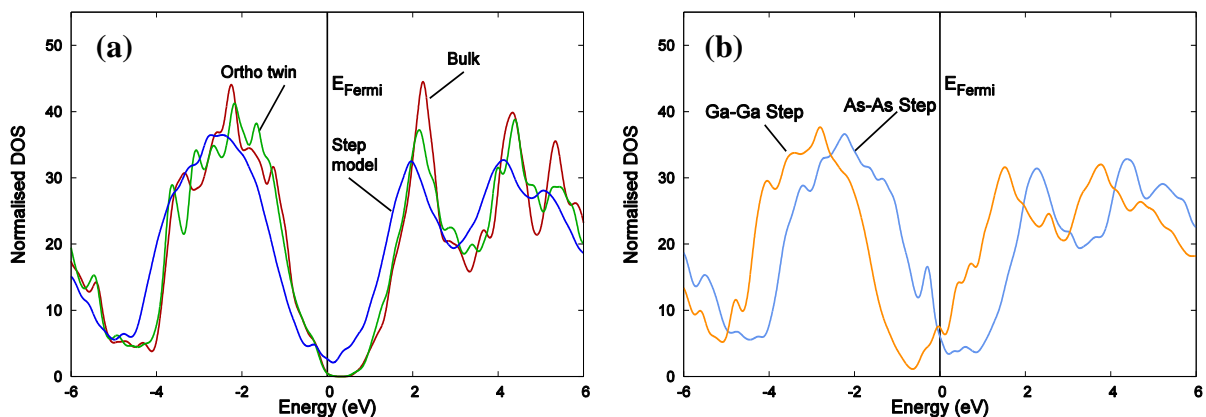 (a)
50
40
30
20
10
0
-6 -4 -2 0 2 4 6
Normalised DOS
Energy (eV)
Ortho twin
Bulk
E_Fermi
Step
model
(b)
50
40
30
20
10
0
-6 -4 -2 0 2 4 6
Normalised DOS
Energy (eV)
Ga-Ga Step
As-As Step
E_Fermi